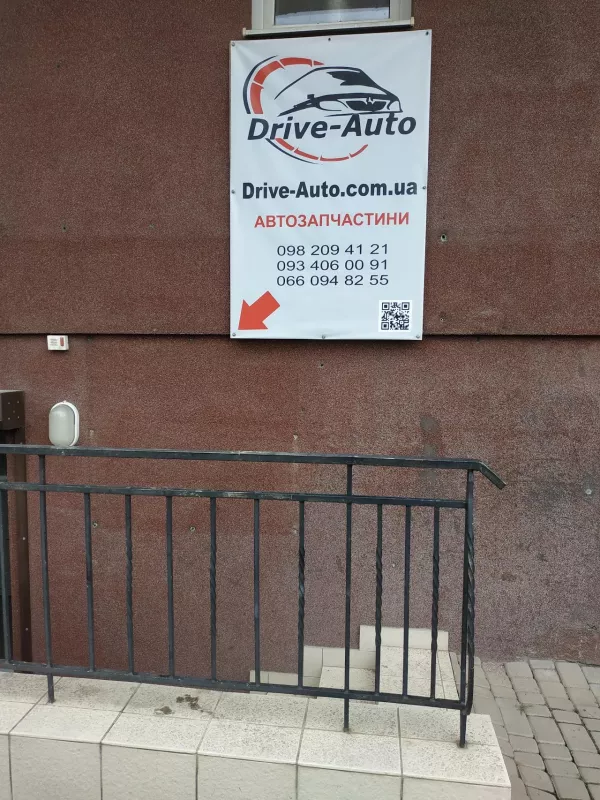 Drive-Auto
Drive-Auto.com.ua
АВТОЗАПЧАСТИНИ
098 209 41 21
093 406 00 91
066 094 82 55